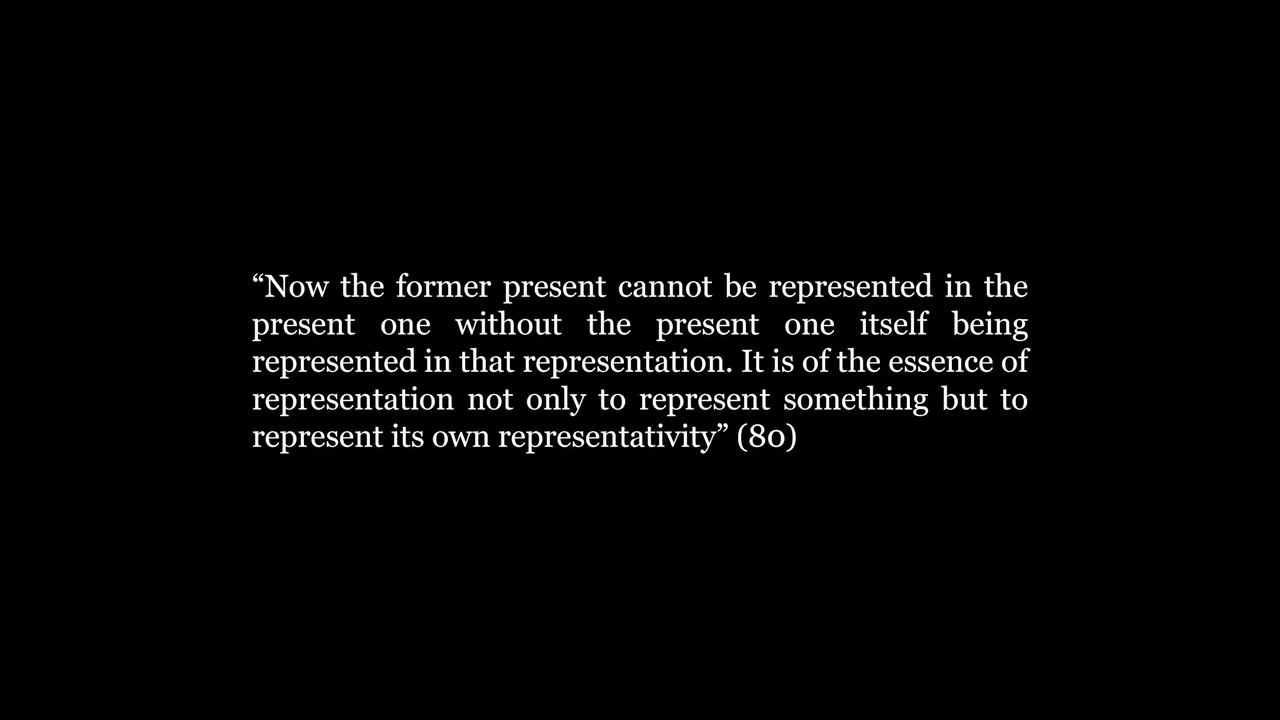 “Now the former present cannot be represented in the
present one without the present one itself being
represented in that representation. It is of the essence of
representation not only to represent something but to
represent its own representativity” (80)